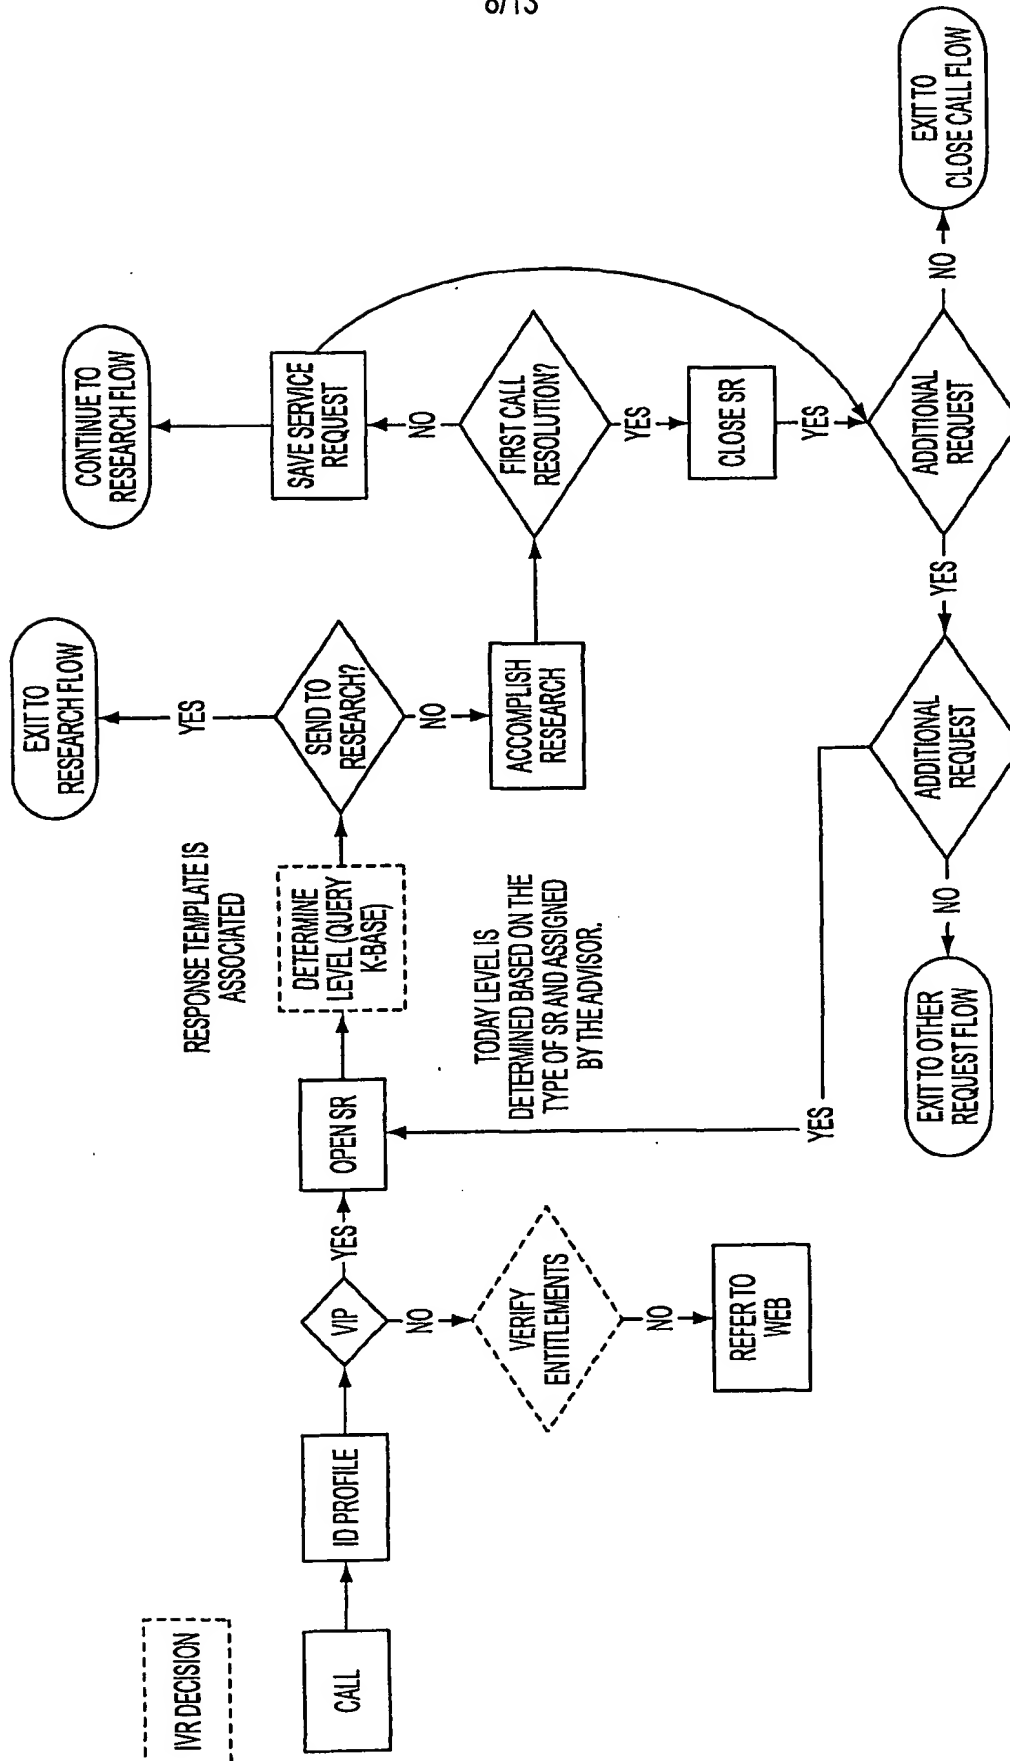 8/13
IVR DECISION
CALL
ID PROFILE
VIP
YES
NO
VERIFY
ENTITLEMENTS
NO
REFER TO
WEB
OPEN SR
RESPONSE TEMPLATE IS
ASSOCIATED
DETERMINE
LEVEL (QUERY
K-BASE)
TODAY LEVEL IS
DETERMINED BASED ON THE
TYPE OF SR AND ASSIGNED
BY THE ADVISOR.
SEND TO
RESEARCH?
YES
EXIT TO
RESEARCH FLOW
NO
ACCOMPLISH
RESEARCH
FIRST CALL
RESOLUTION?
NO
SAVE SERVICE
REQUEST
CONTINUE TO
RESEARCH FLOW
YES
CLOSE SR
YES
ADDITIONAL
REQUEST
NO
EXIT TO
CLOSE CALL FLOW
YES
ADDITIONAL
REQUEST
YES
NO
EXIT TO OTHER
REQUEST FLOW